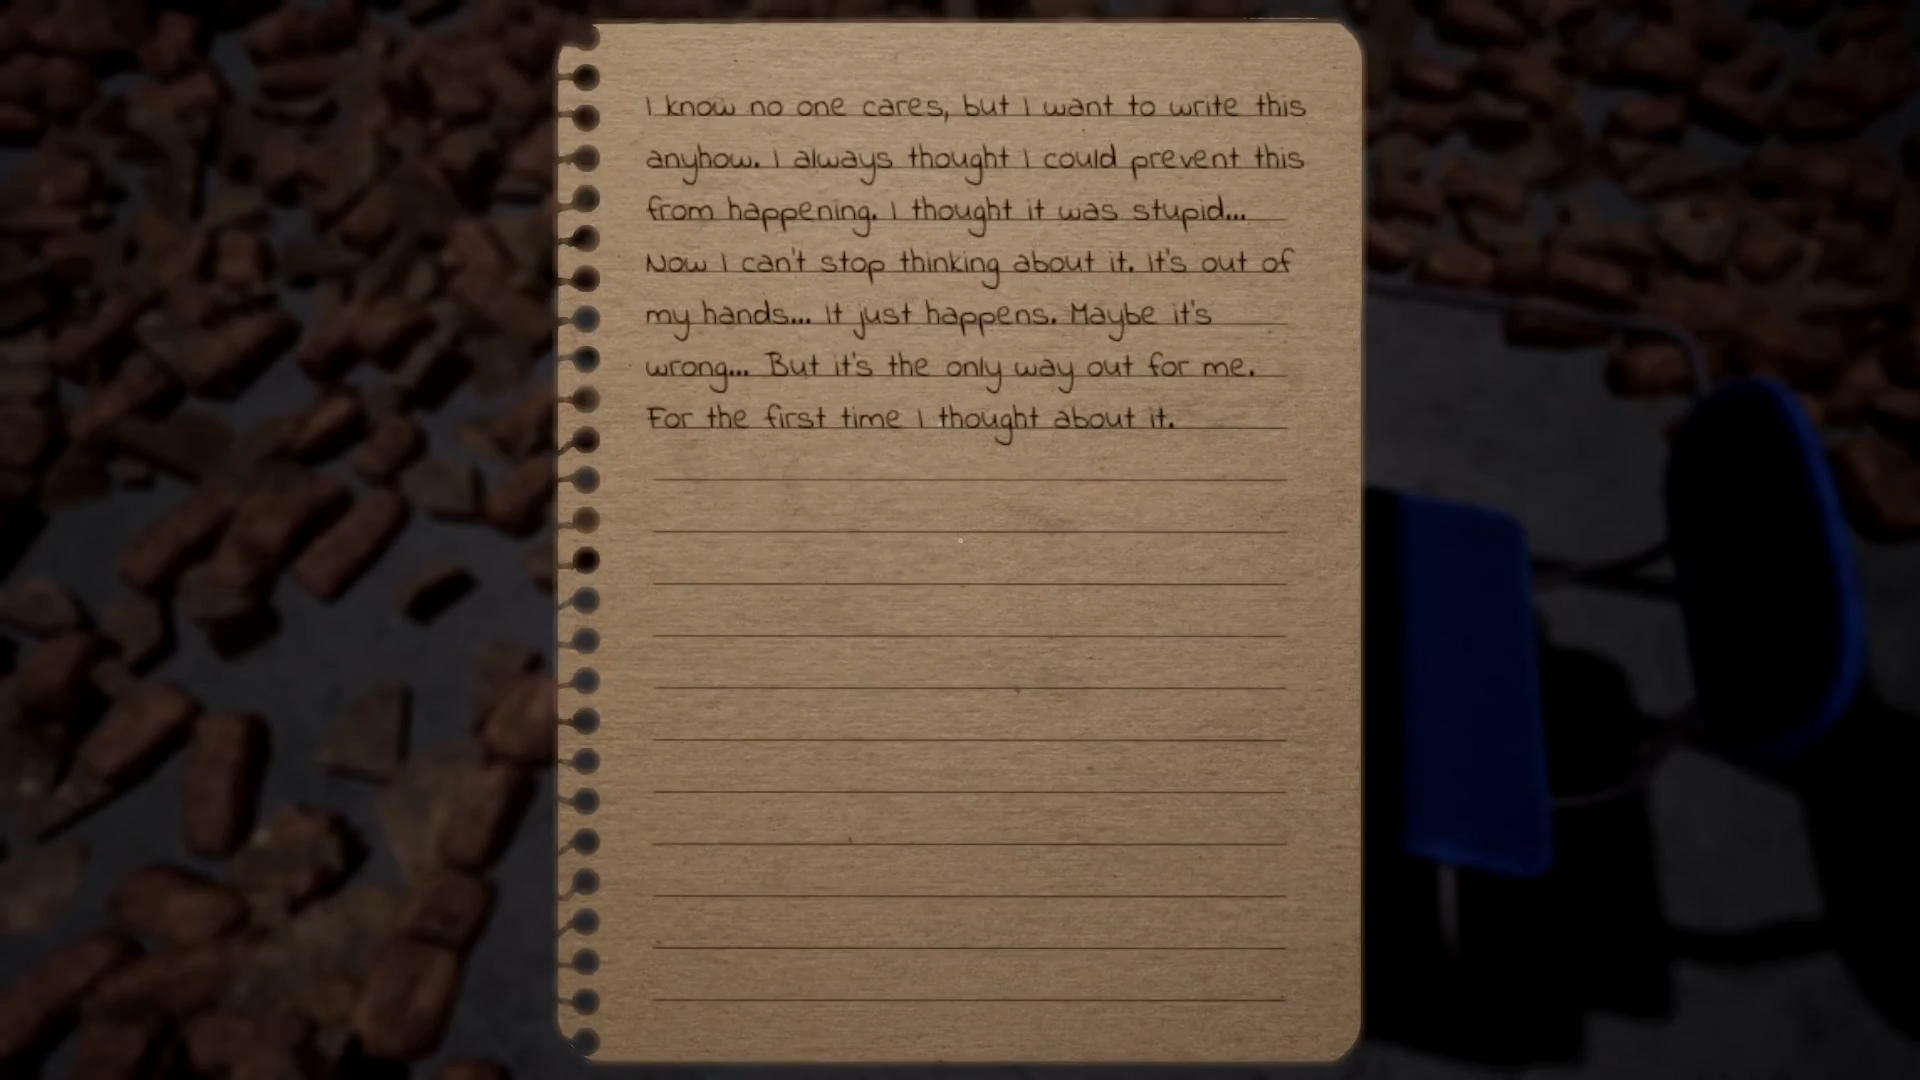 I know no one cares, but I want to write this
anyhow. I always thought I could prevent this
from happening. I thought it was stupid...
Now I can't stop thinking about it. It's out of
my hands... It just happens. Maybe it's
wrong... But it's the only way out for me.
For the first time I thought about it.